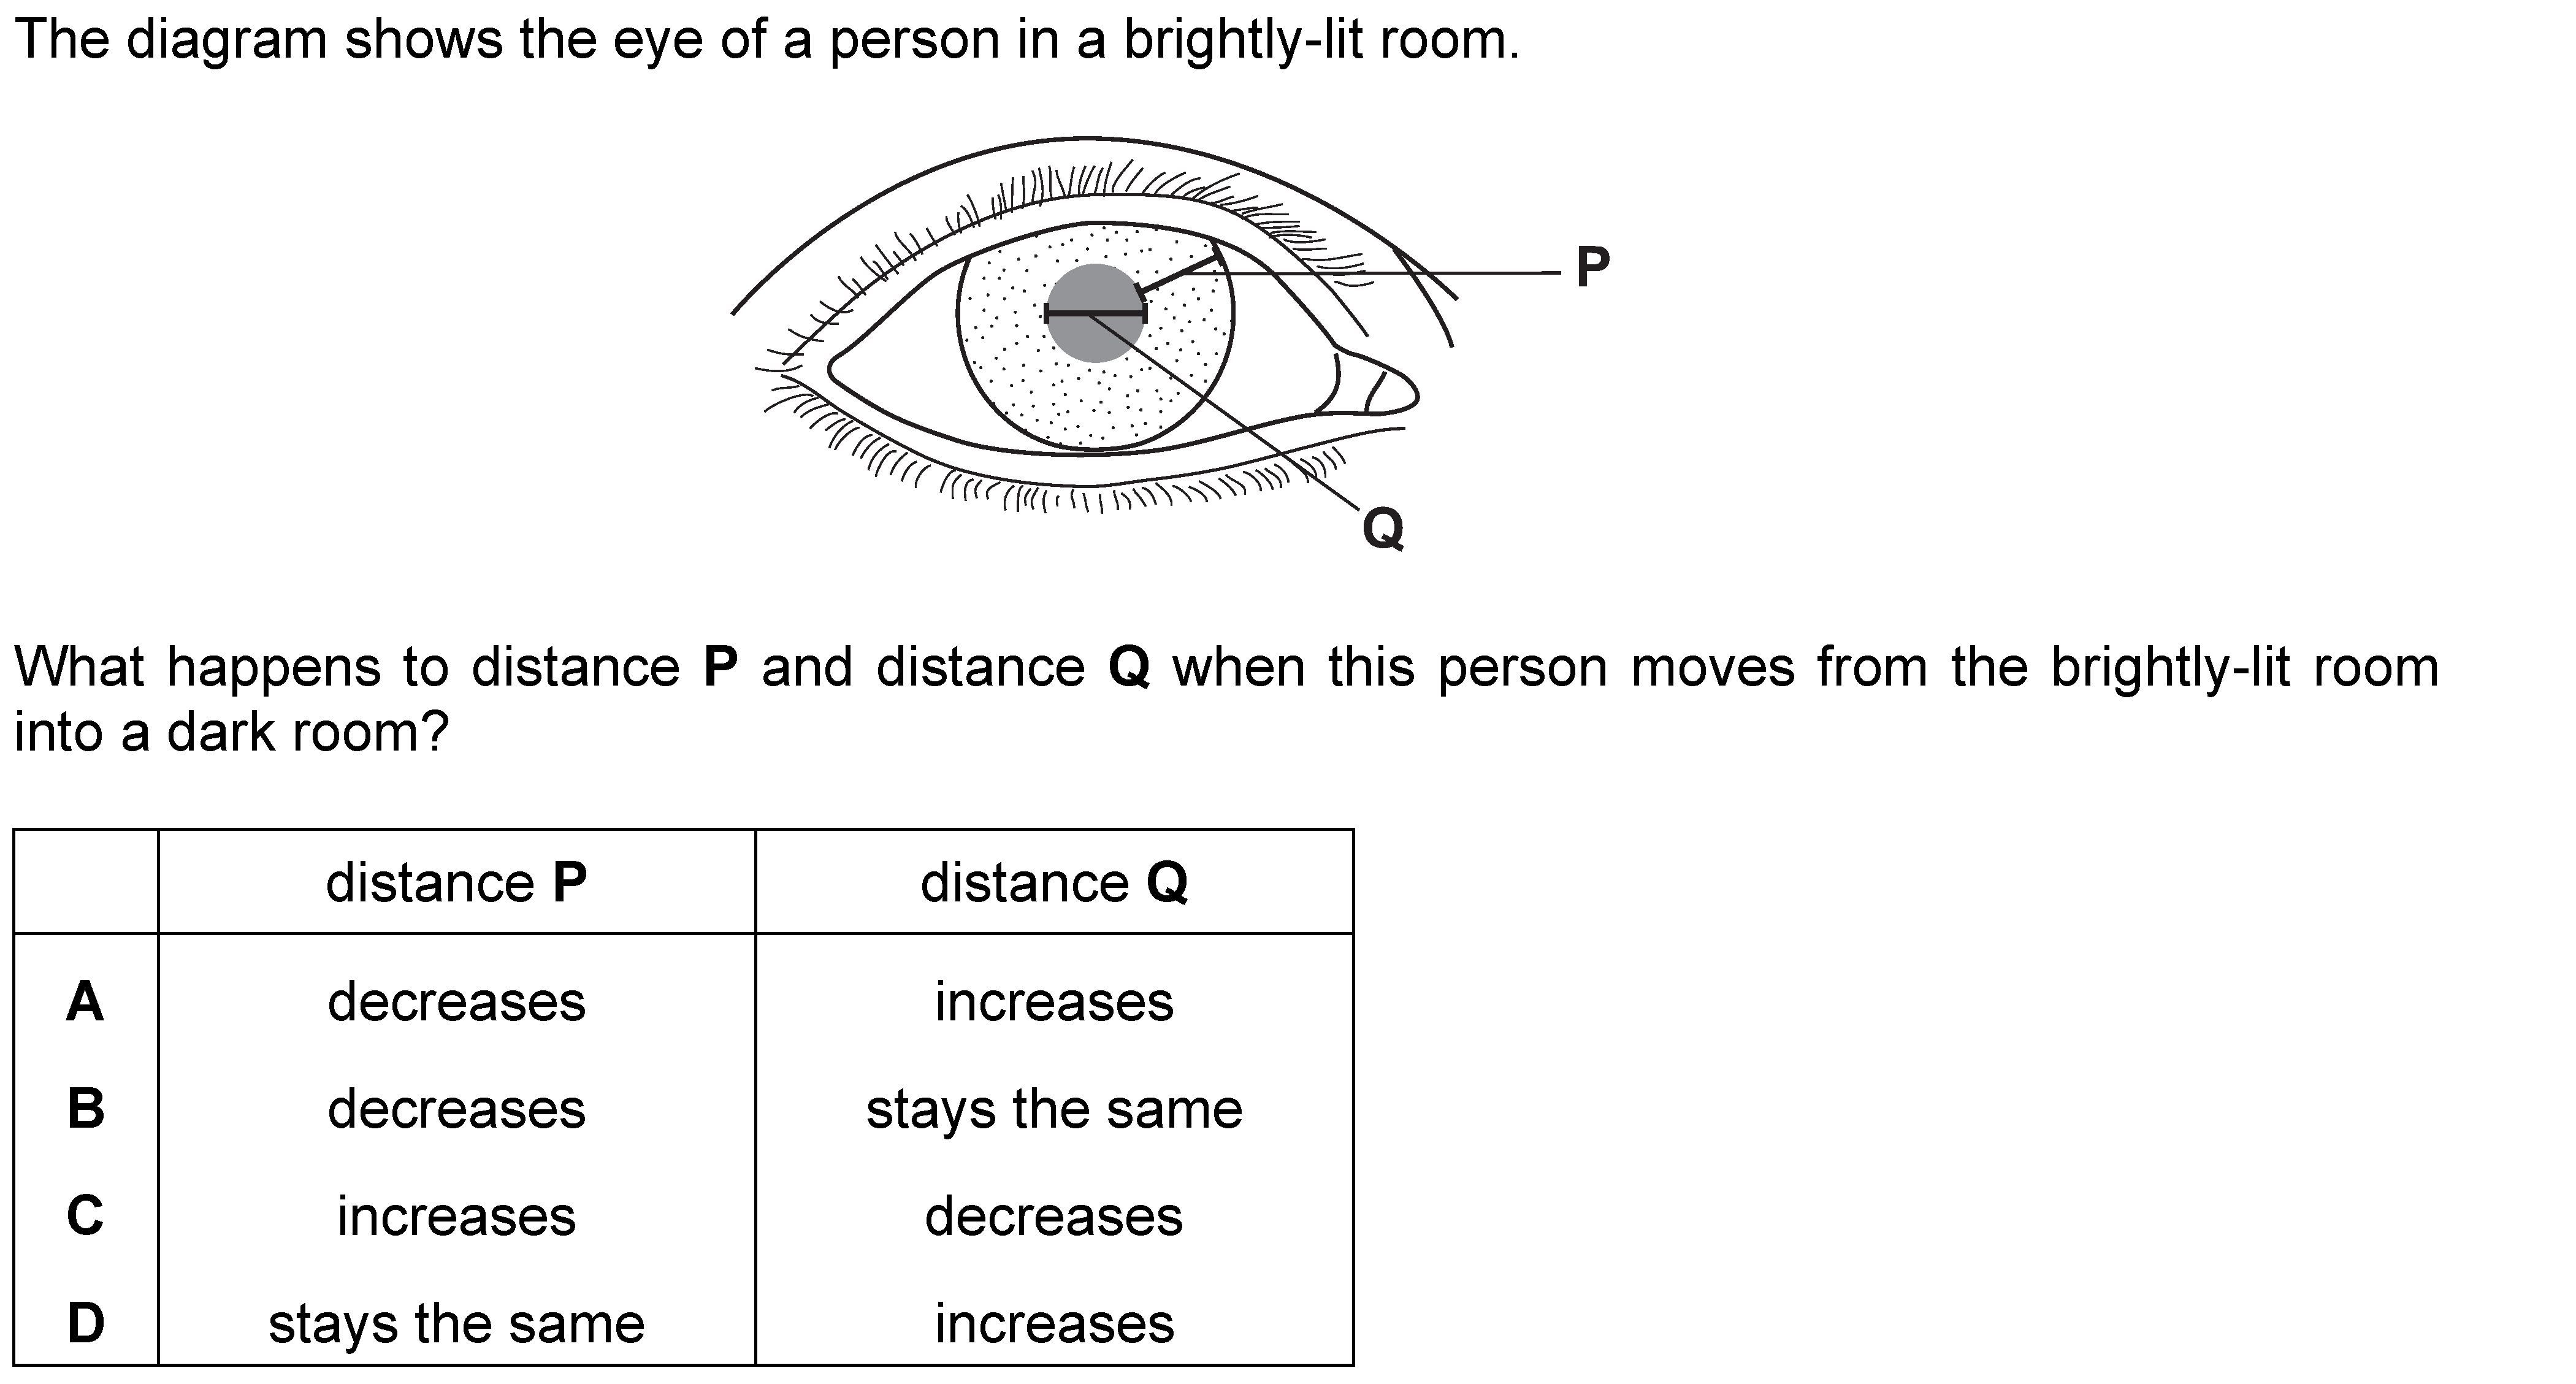 The diagram shows the eye of a person in a brightly-lit room.
P
Q
What happens to distance P and distance Q when this person moves from the brightly-lit room
into a dark room?
distance P distance Q
A decreases increases
B decreases stays the same
C increases decreases
D stays the same increases